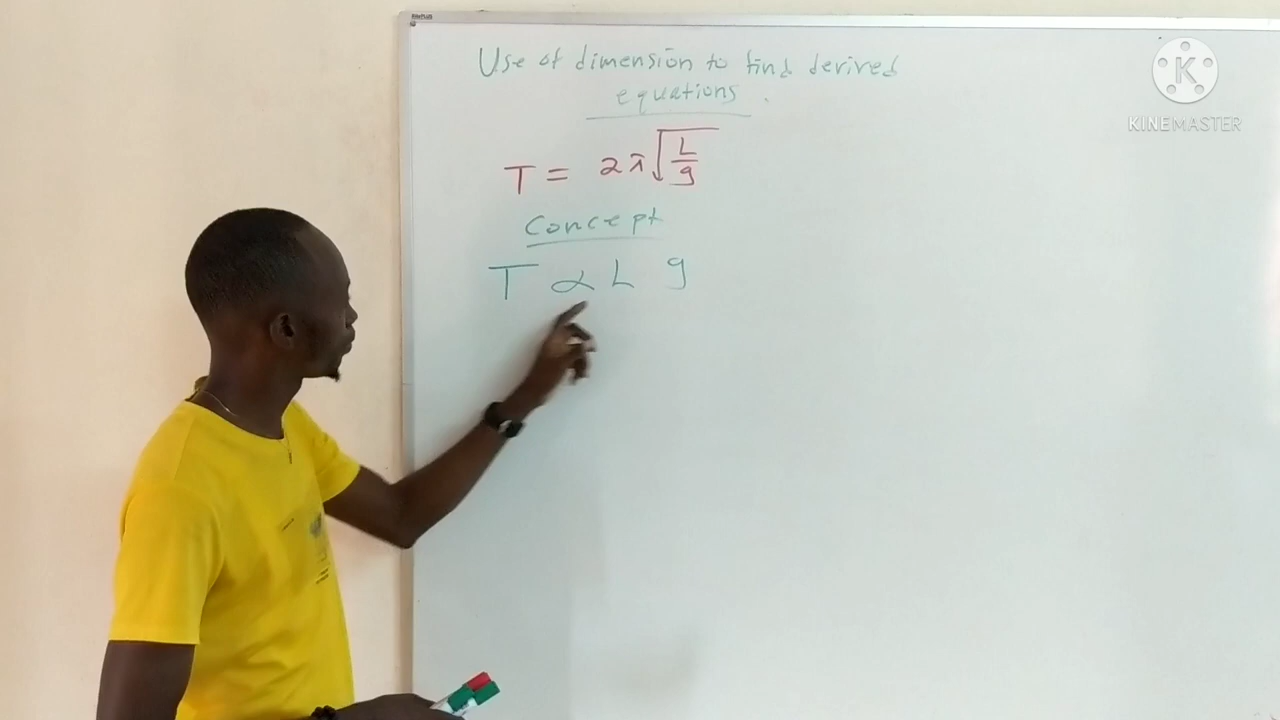 Use of dimension to find derived
equations.
T = 2π√L/g
Concept
T α L g
KINEMASTER